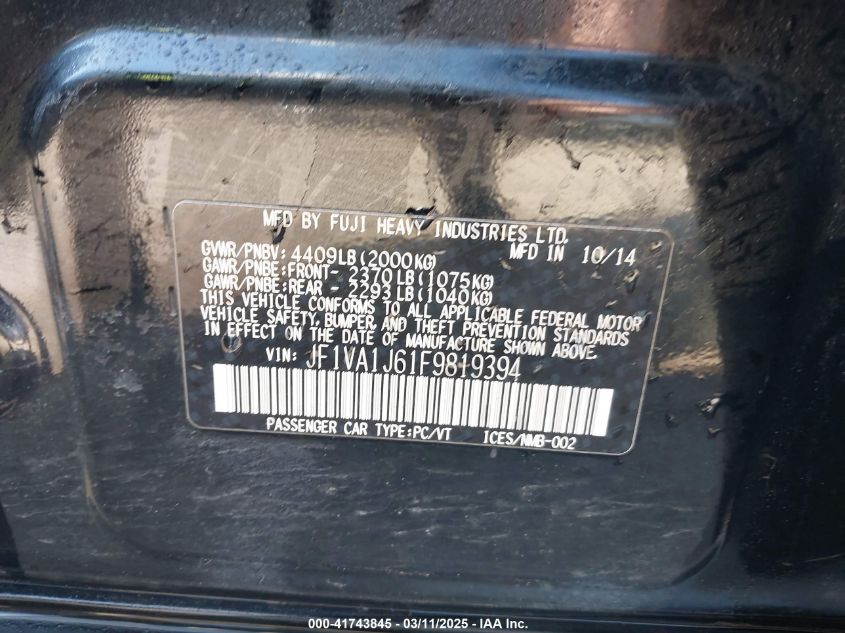 MFD BY FUJI HEAVY INDUSTRIES LTD.
GVWR/PNBV: 4409LB(2000KG) MFD IN 10/14
GAWR/PNBE:FRONT- 2370LB(1075KG)
GAWR/PNBE:REAR - 2293LB(1040KG)
THIS VEHICLE CONFORMS TO ALL APPLICABLE FEDERAL MOTOR
VEHICLE SAFETY, BUMPER, AND THEFT PREVENTION STANDARDS
IN EFFECT ON THE DATE OF MANUFACTURE SHOWN ABOVE.
VIN: JF1VA1J61F9819394
PASSENGER CAR TYPE:PC/VT ICES/NMB-002
000-41743845 - 03/11/2025 - IAA Inc.